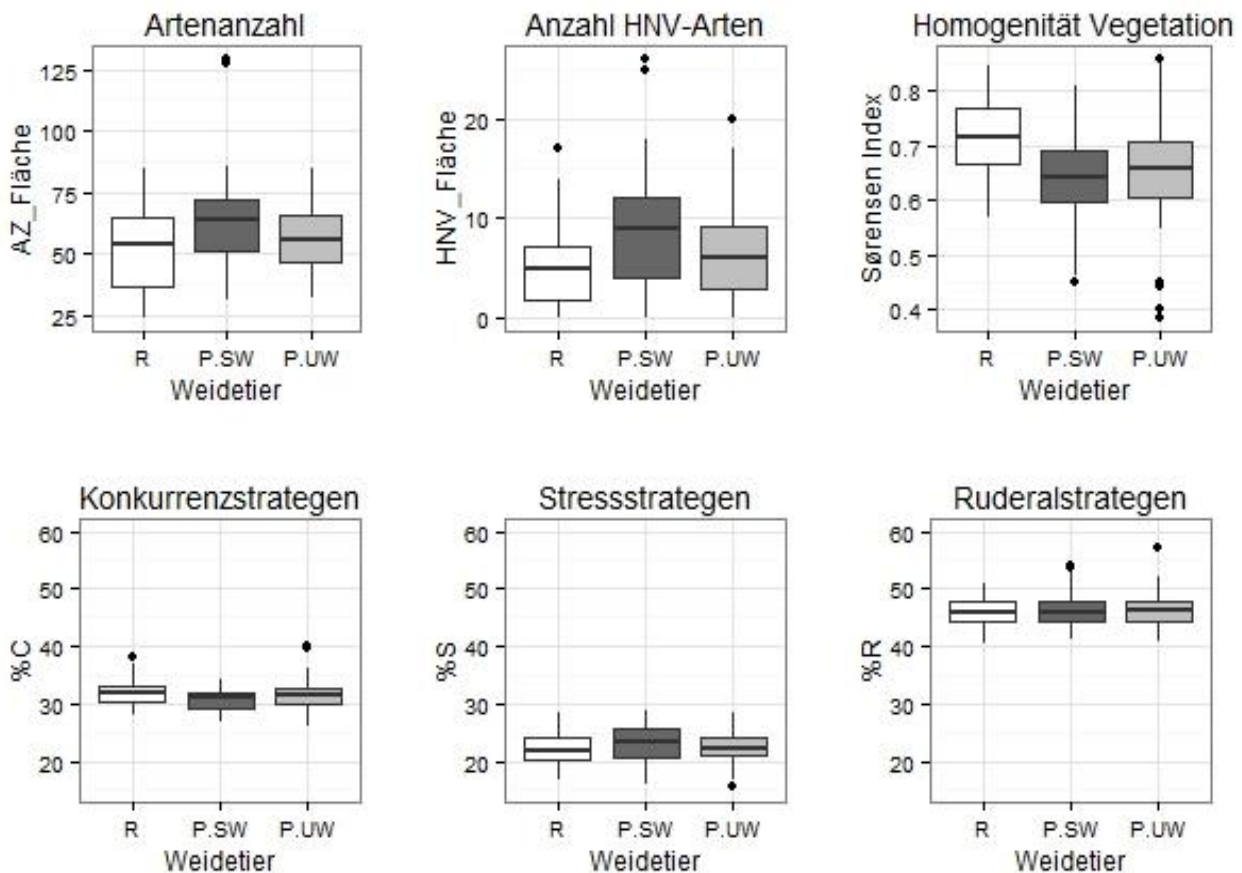 Artenanzahl
AZ_Fläche
125
100
75
50
25
R P.SW P.UW
Weidetier
Anzahl HNV-Arten
HNV_Fläche
20
10
0
R P.SW P.UW
Weidetier
Homogenität Vegetation
Sørensen Index
0.8
0.7
0.6
0.5
0.4
R P.SW P.UW
Weidetier
Konkurrenzstrategen
%C
60
50
40
30
20
R P.SW P.UW
Weidetier
Stressstrategen
%S
60
50
40
30
20
R P.SW P.UW
Weidetier
Ruderalstrategen
%R
60
50
40
30
20
R P.SW P.UW
Weidetier